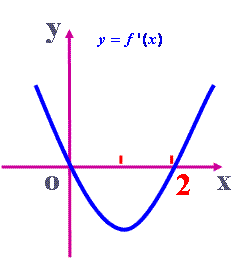 y
y = f '(x)
o
2
x